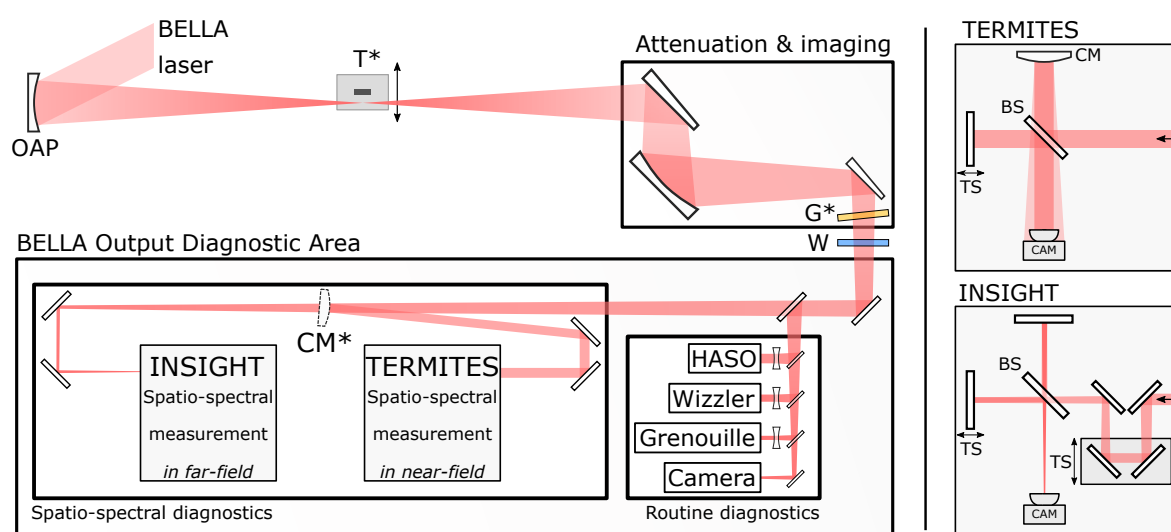 BELLA
laser
OAP
T*
Attenuation & imaging
G*
W
BELLA Output Diagnostic Area
CM*
INSIGHT
Spatio-spectral
measurement
in far-field
TERMITES
Spatio-spectral
measurement
in near-field
Spatio-spectral diagnostics
HASO
Wizzler
Grenouille
Camera
Routine diagnostics
TERMITES
CM
BS
TS
CAM
INSIGHT
BS
TS
TS
CAM